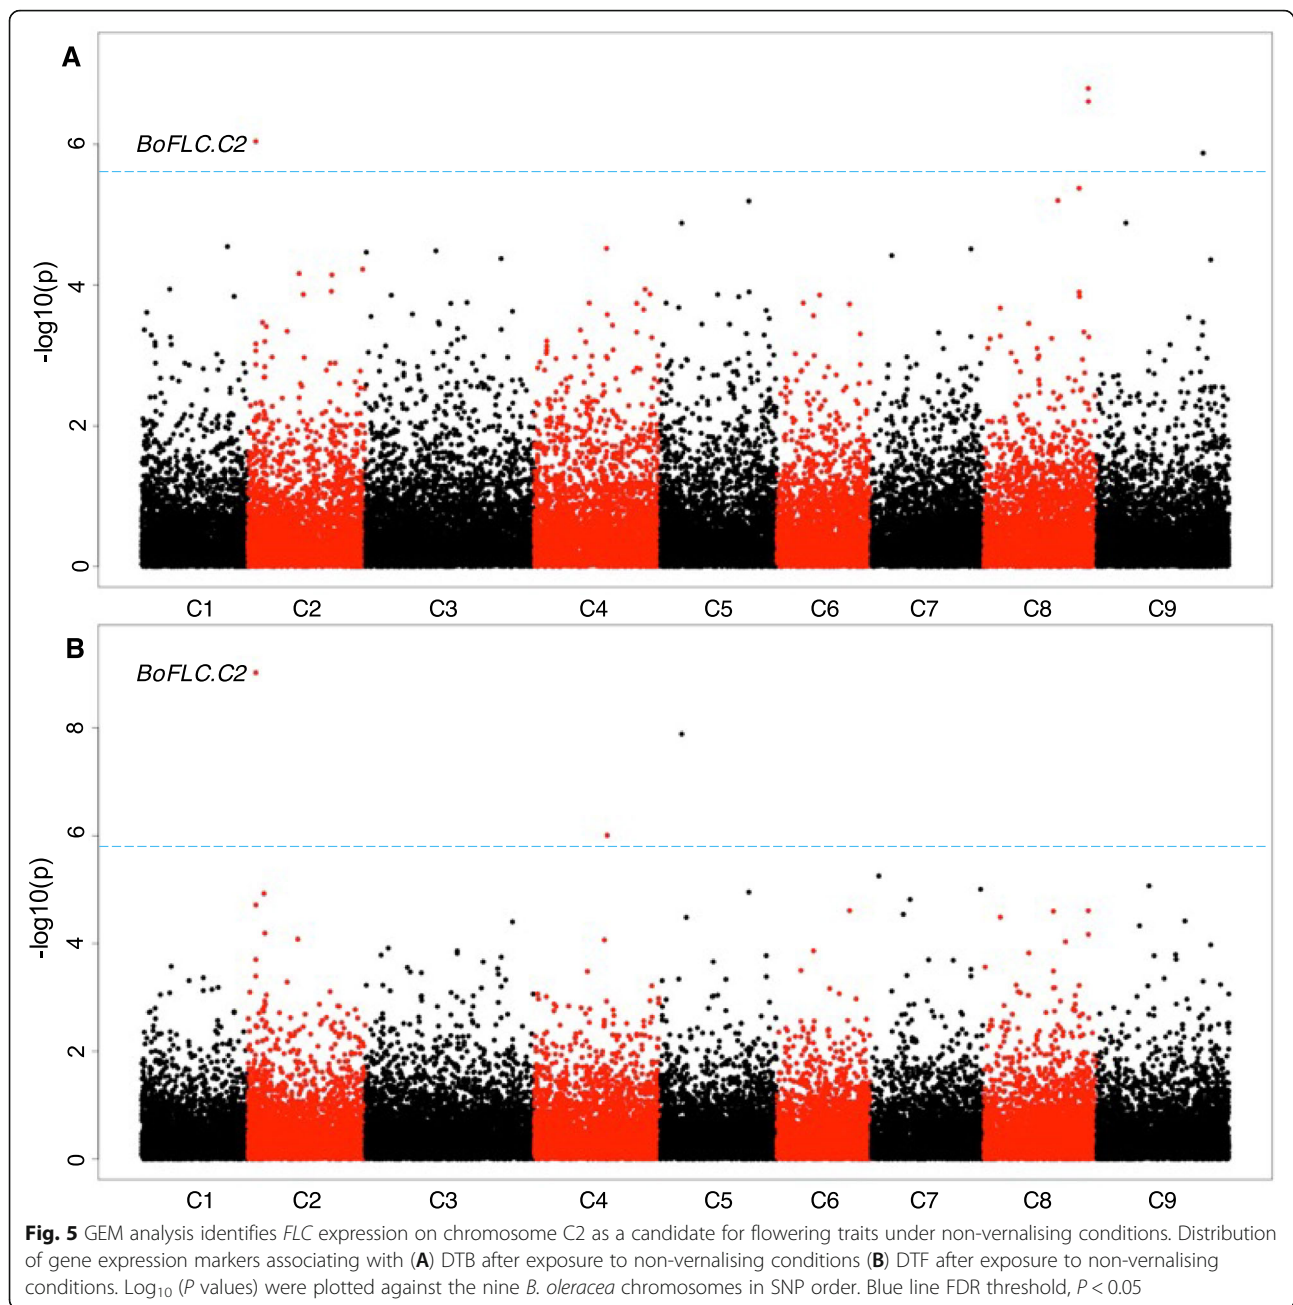 A
BoFLC.C2
-log10(p)
6
4
2
0
C1 C2 C3 C4 C5 C6 C7 C8 C9
B
BoFLC.C2
-log10(p)
8
6
4
2
0
C1 C2 C3 C4 C5 C6 C7 C8 C9
Fig. 5 GEM analysis identifies FLC expression on chromosome C2 as a candidate for flowering traits under non-vernalising conditions. Distribution
of gene expression markers associating with (A) DTB after exposure to non-vernalising conditions (B) DTF after exposure to non-vernalising
conditions. Log₁₀ (P values) were plotted against the nine B. oleracea chromosomes in SNP order. Blue line FDR threshold, P < 0.05